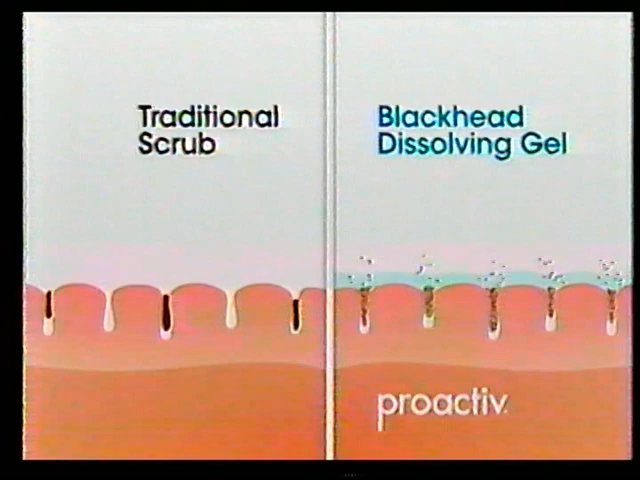 Traditional
Scrub
Blackhead
Dissolving Gel
proactiv